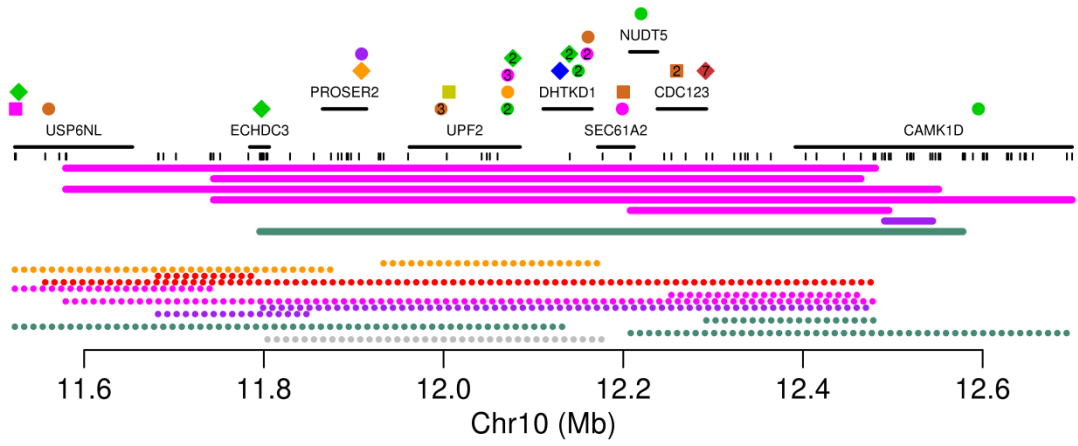 NUDT5
2
2
3
2
2
2
7
PROSER2
DHTKD1
CDC123
3
2
USP6NL
ECHDC3
UPF2
SEC61A2
CAMK1D
11.6
11.8
12.0
12.2
12.4
12.6
Chr10 (Mb)